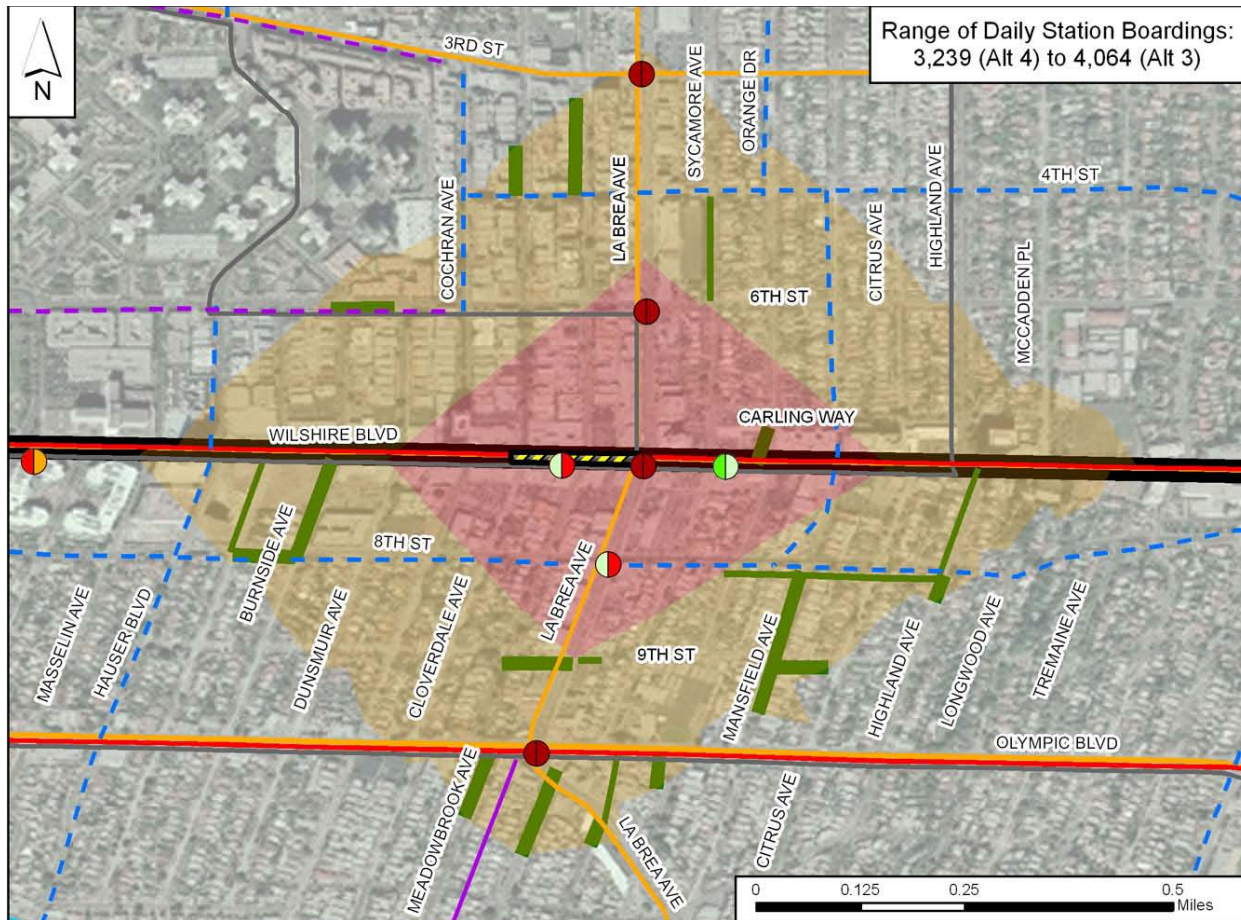 Range of Daily Station Boardings:
3,239 (Alt 4) to 4,064 (Alt 3)
N
3RD ST
SYCAMORE AVE
ORANGE DR
COCHRAN AVE
LA BREA AVE
4TH ST
CITRUS AVE
HIGHLAND AVE
MCCADDEN PL
6TH ST
CARLING WAY
WILSHIRE BLVD
8TH ST
MASSELIN AVE
HAUSER BLVD
BURNSIDE AVE
DUNSMUIR AVE
CLOVERDALE AVE
LA BREA AVE
9TH ST
MANSFIELD AVE
HIGHLAND AVE
LONGWOOD AVE
TREMAINE AVE
OLYMPIC BLVD
MEADOWBROOK AVE
LA BREA AVE
CITRUS AVE
0 0.125 0.25 0.5
Miles